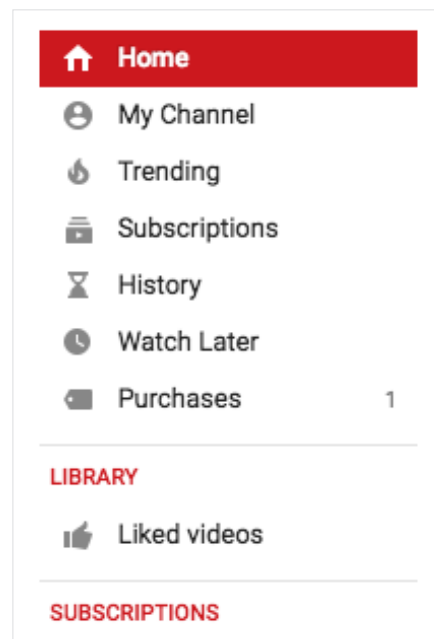 Home
My Channel
Trending
Subscriptions
History
Watch Later
Purchases 1
LIBRARY
Liked videos
SUBSCRIPTIONS